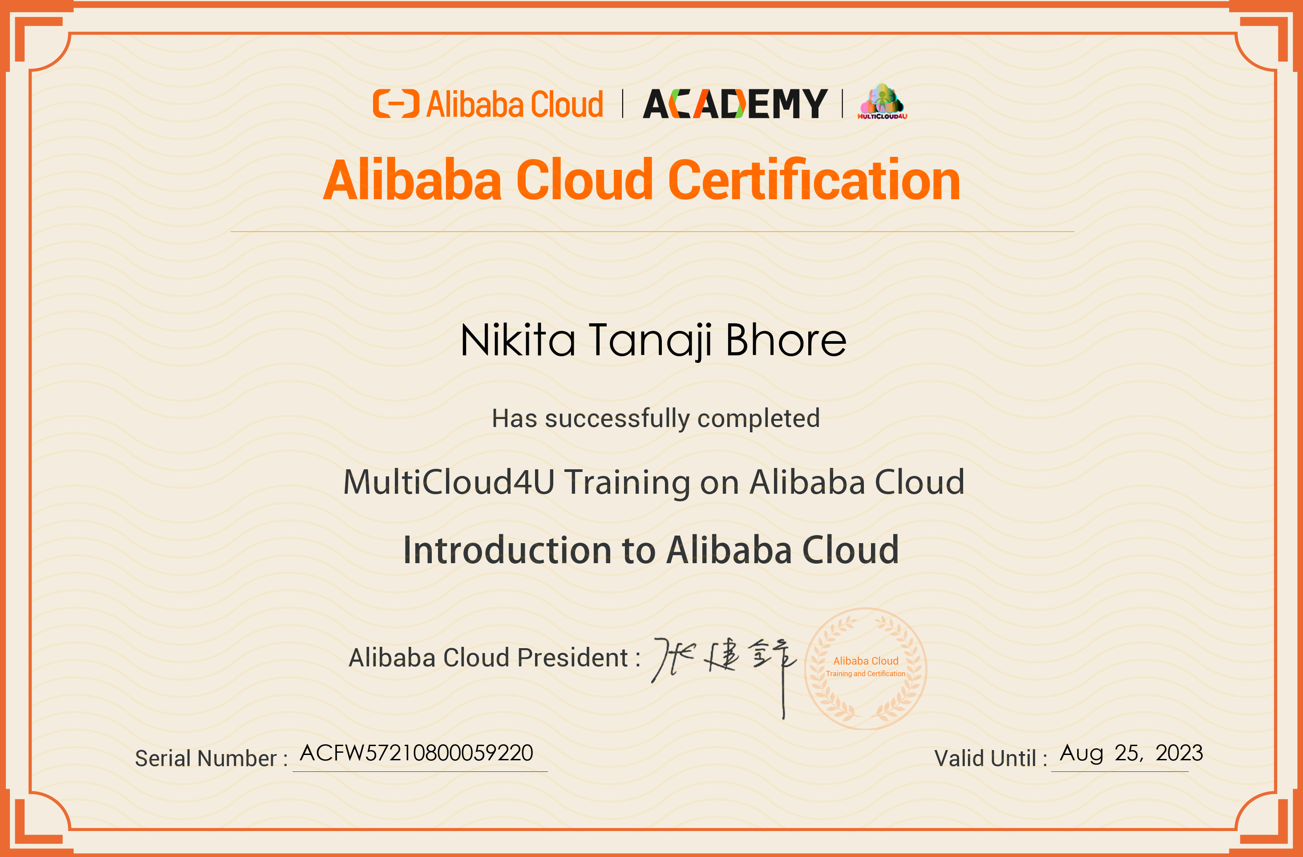 Alibaba Cloud | ACADEMY | MULTICLOUD4U
Alibaba Cloud Certification
Nikita Tanaji Bhore
Has successfully completed
MultiCloud4U Training on Alibaba Cloud
Introduction to Alibaba Cloud
Alibaba Cloud President : 张建锋
Alibaba Cloud
Training and Certification
Serial Number : ACFW57210800059220
Valid Until : Aug 25, 2023